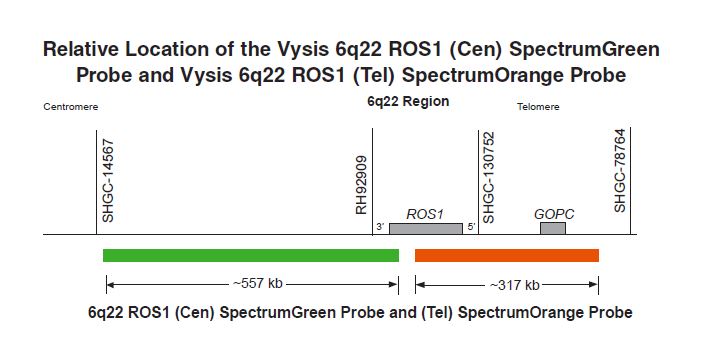 Relative Location of the Vysis 6q22 ROS1 (Cen) SpectrumGreen
Probe and Vysis 6q22 ROS1 (Tel) SpectrumOrange Probe
6q22 Region
Centromere
Telomere
SHGC-14567
RH92909
SHGC-130752
SHGC-78764
3'
ROS1
5'
GOPC
~557 kb
~317 kb
6q22 ROS1 (Cen) SpectrumGreen Probe and (Tel) SpectrumOrange Probe